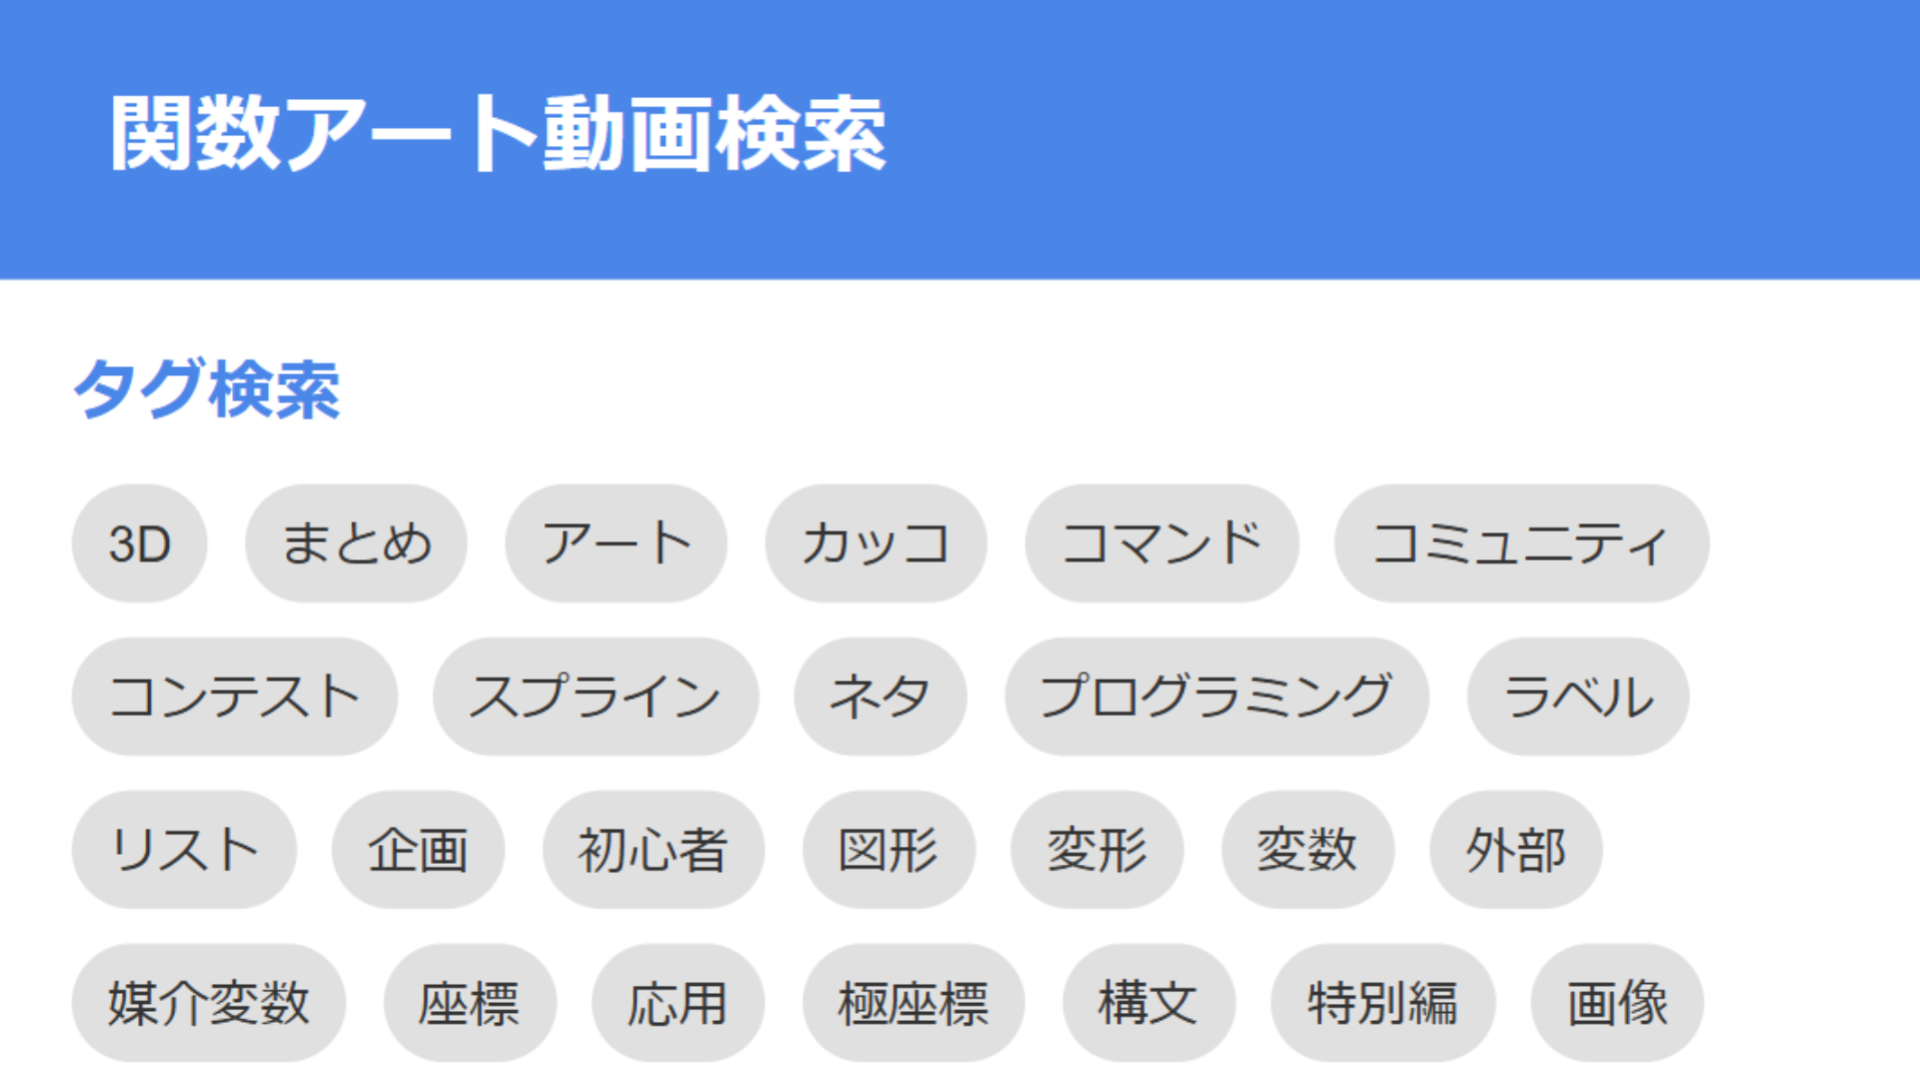 関数アート動画検索
タグ検索
3D まとめ アート カッコ コマンド コミュニティ
コンテスト スプライン ネタ プログラミング ラベル
リスト 企画 初心者 図形 変形 変数 外部
媒介変数 座標 応用 極座標 構文 特別編 画像